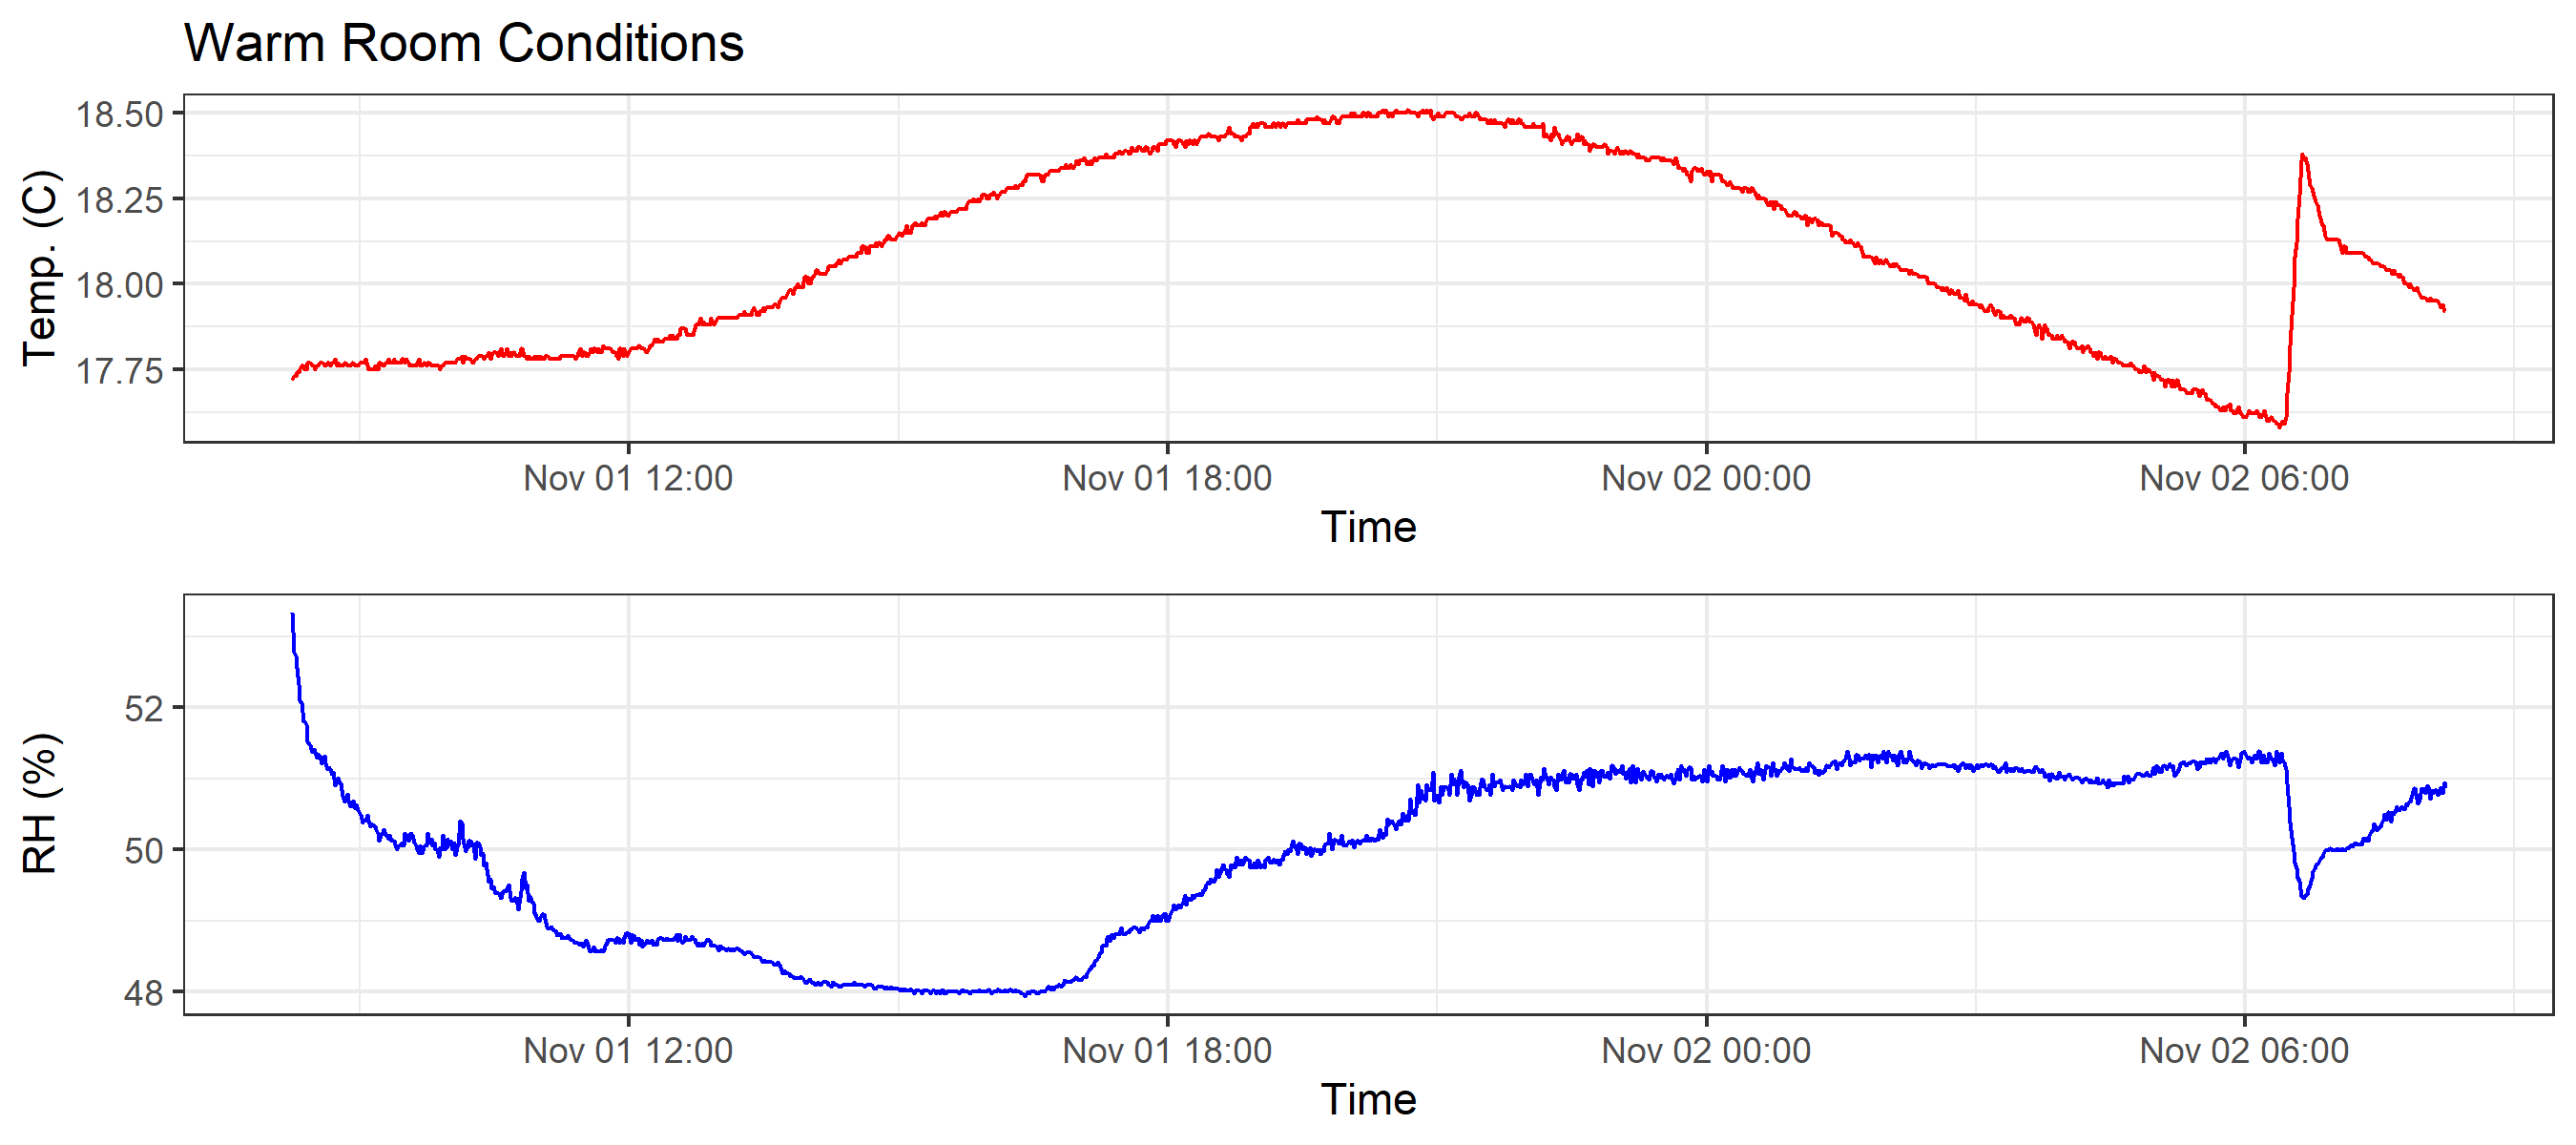 Warm Room Conditions
Temp. (C)
18.50
18.25
18.00
17.75
Nov 01 12:00 Nov 01 18:00 Nov 02 00:00 Nov 02 06:00
Time
RH (%)
52
50
48
Nov 01 12:00 Nov 01 18:00 Nov 02 00:00 Nov 02 06:00
Time